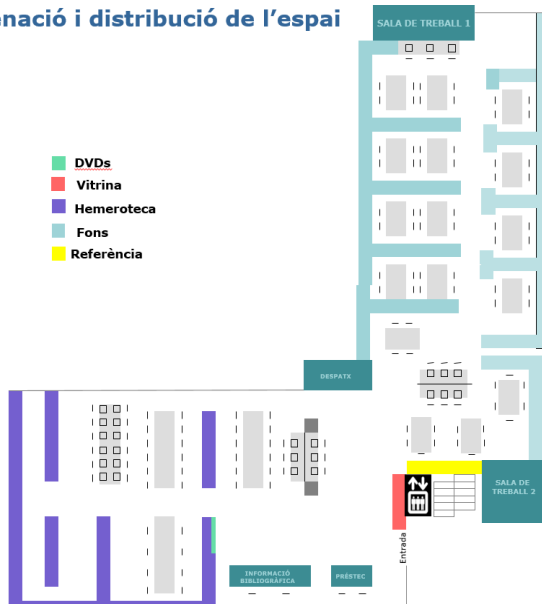 enació i distribució de l’espai
SALA DE TREBALL 1
DVDs
Vitrina
Hemeroteca
Fons
Referència
DESPATX
SALA DE
TREBALL 2
Entrada
INFORMACIÓ
BIBLIOGRÀFICA
PRÉSTEC